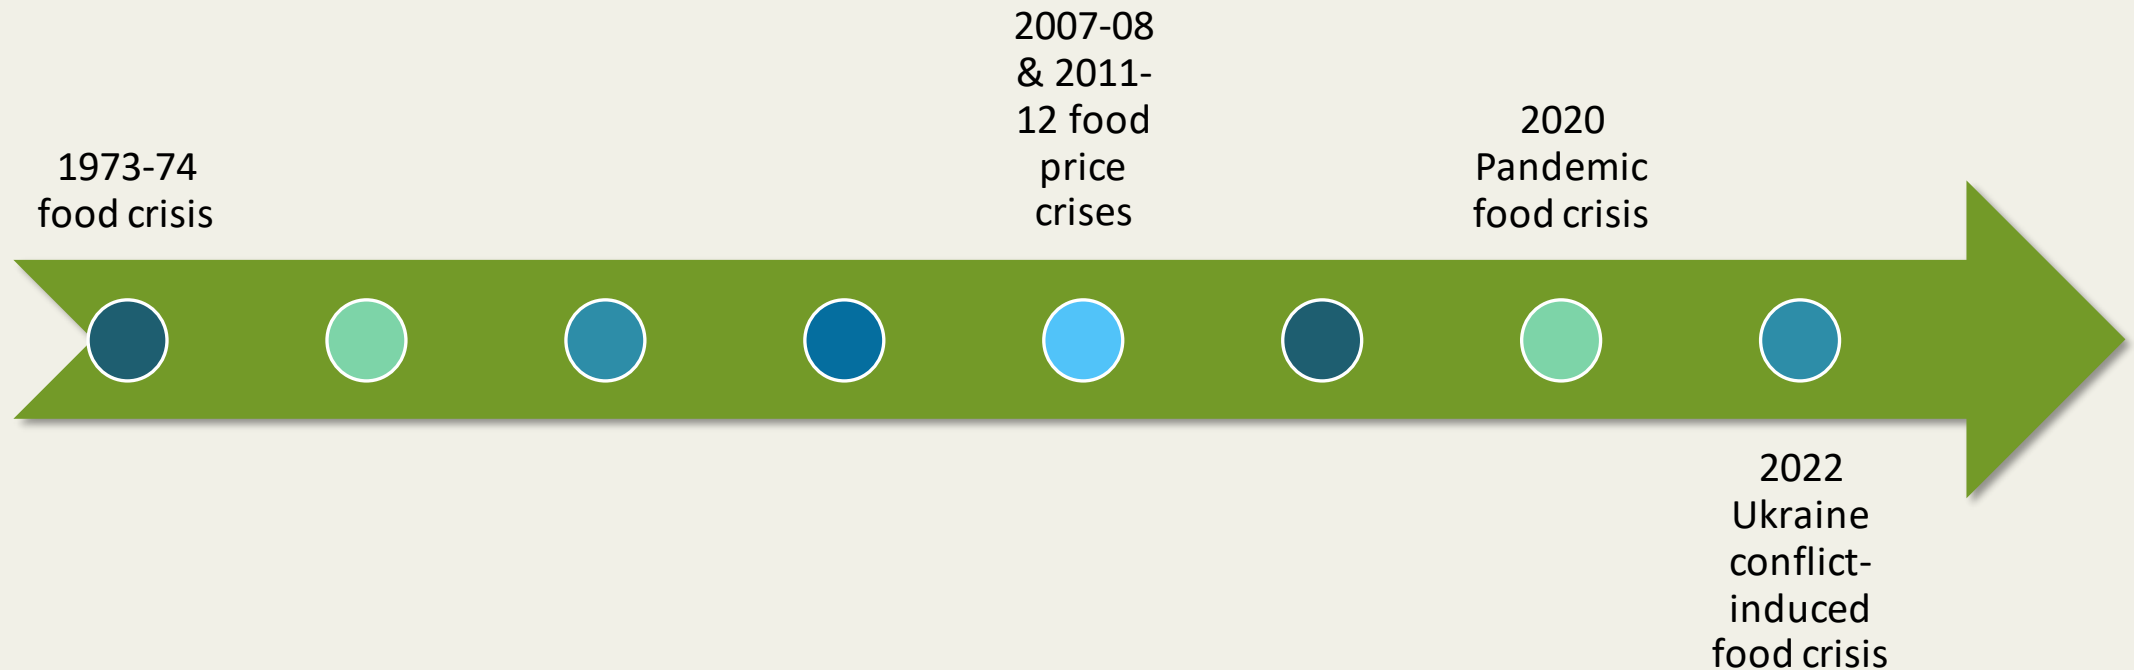 1973-74
food crisis
2007-08
& 2011-
12 food
price
crises
2020
Pandemic
food crisis
2022
Ukraine
conflict-
induced
food crisis